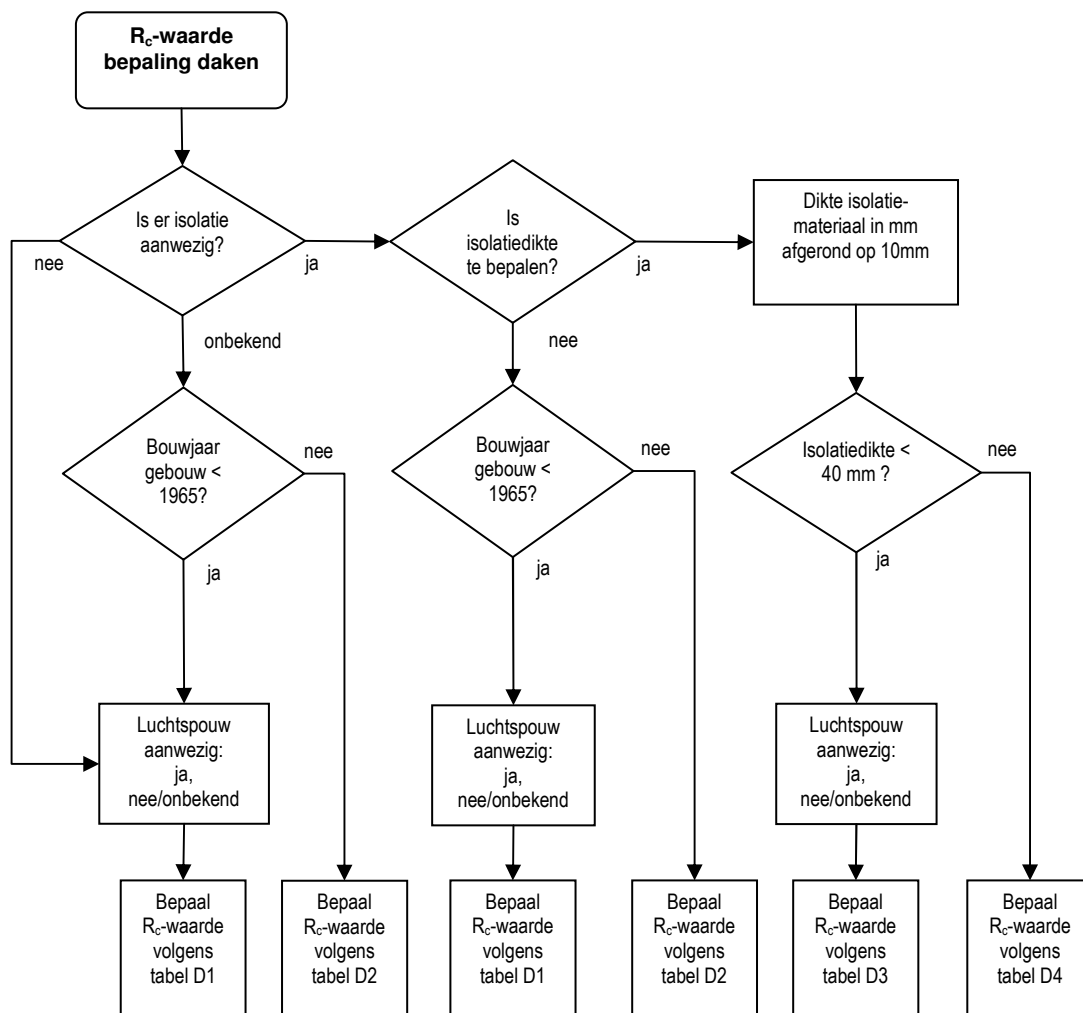 Rc-waarde
bepaling daken
Is er isolatie
aanwezig?
nee
ja
onbekend
Is
isolatiedikte
te bepalen?
ja
nee
Dikte isolatie-
materiaal in mm
afgerond op 10mm
Bouwjaar
gebouw <
1965?
nee
ja
Bouwjaar
gebouw <
1965?
nee
ja
Isolatiedikte <
40 mm ?
nee
ja
Luchtspouw
aanwezig:
ja,
nee/onbekend
Luchtspouw
aanwezig:
ja,
nee/onbekend
Luchtspouw
aanwezig:
ja,
nee/onbekend
Bepaal
Rc-waarde
volgens
tabel D1
Bepaal
Rc-waarde
volgens
tabel D2
Bepaal
Rc-waarde
volgens
tabel D1
Bepaal
Rc-waarde
volgens
tabel D2
Bepaal
Rc-waarde
volgens
tabel D3
Bepaal
Rc-waarde
volgens
tabel D4